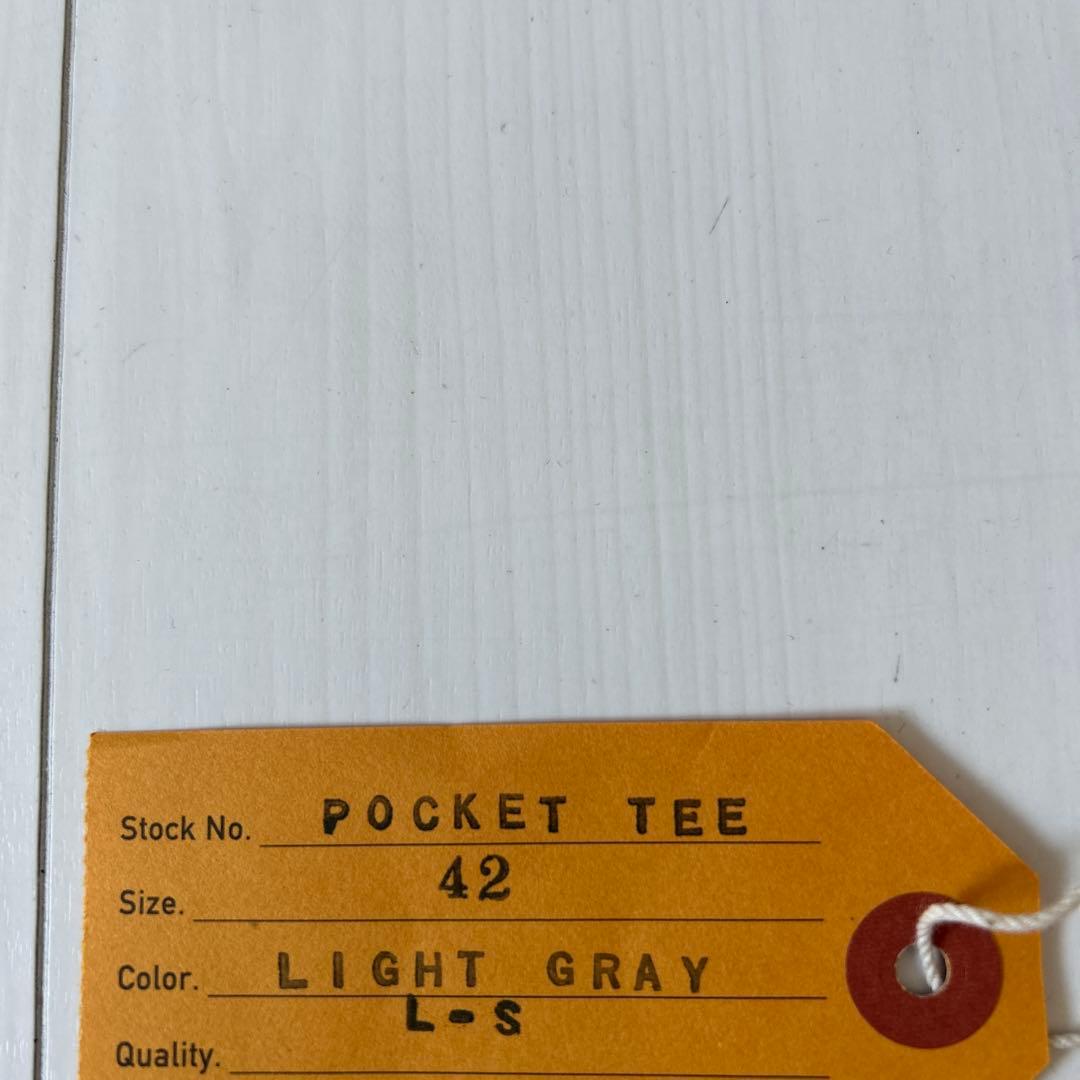 Stock No. POCKET TEE
Size. 42
Color. LIGHT GRAY
Quality. L-S